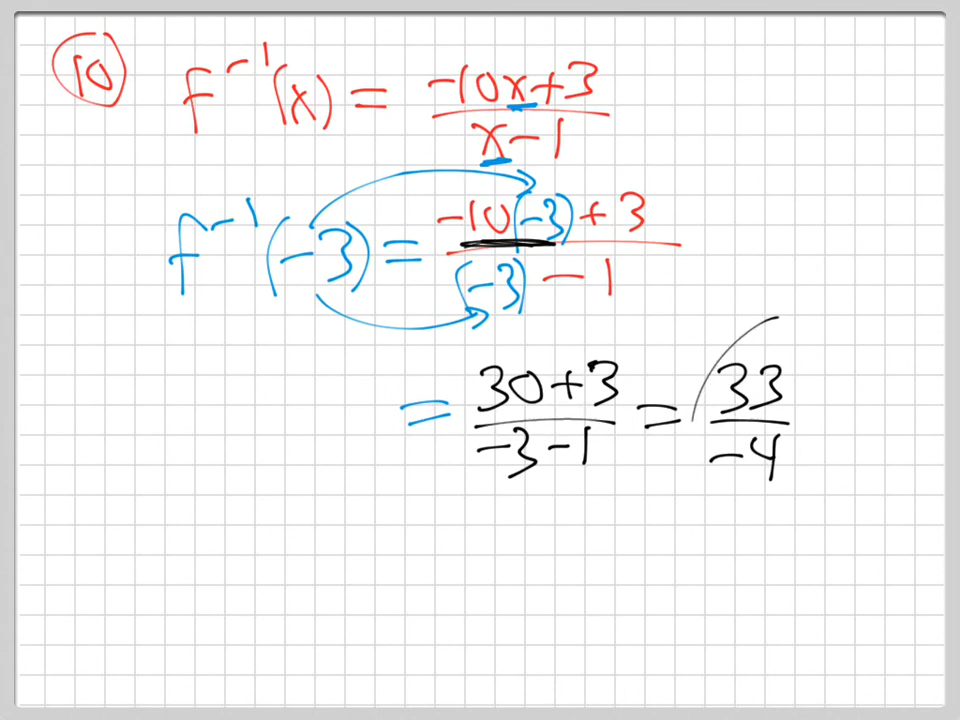 10 f⁻¹(x) = (-10x+3)/(x-1)
f⁻¹(-3) = (-10(-3)+3)/((-3)-1)
= (30+3)/(-3-1) = 33/-4